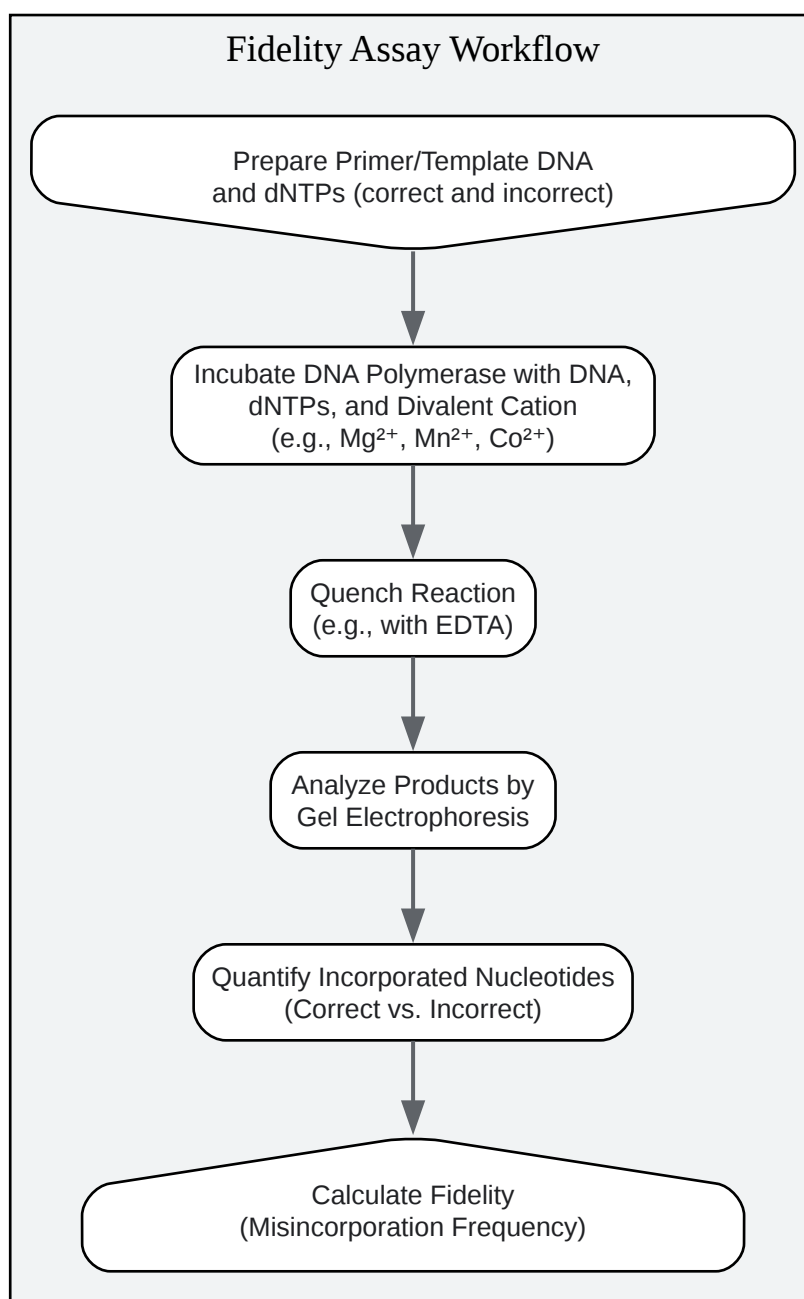 Fidelity Assay Workflow
Prepare Primer/Template DNA
and dNTPs (correct and incorrect)
Incubate DNA Polymerase with DNA,
dNTPs, and Divalent Cation
(e.g., Mg²⁺, Mn²⁺, Co²⁺)
Quench Reaction
(e.g., with EDTA)
Analyze Products by
Gel Electrophoresis
Quantify Incorporated Nucleotides
(Correct vs. Incorrect)
Calculate Fidelity
(Misincorporation Frequency)